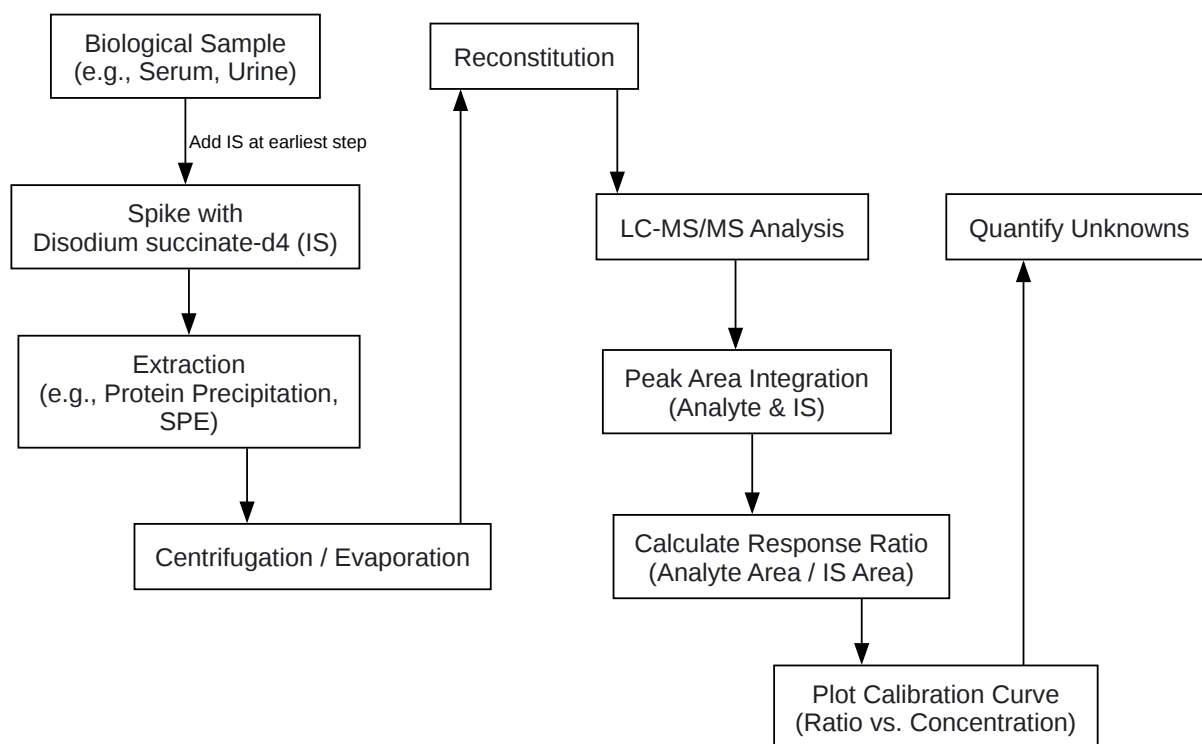 Biological Sample
(e.g., Serum, Urine)
Add IS at earliest step
Spike with
Disodium succinate-d4 (IS)
Extraction
(e.g., Protein Precipitation,
SPE)
Centrifugation / Evaporation
Reconstitution
LC-MS/MS Analysis
Peak Area Integration
(Analyte & IS)
Calculate Response Ratio
(Analyte Area / IS Area)
Plot Calibration Curve
(Ratio vs. Concentration)
Quantify Unknowns